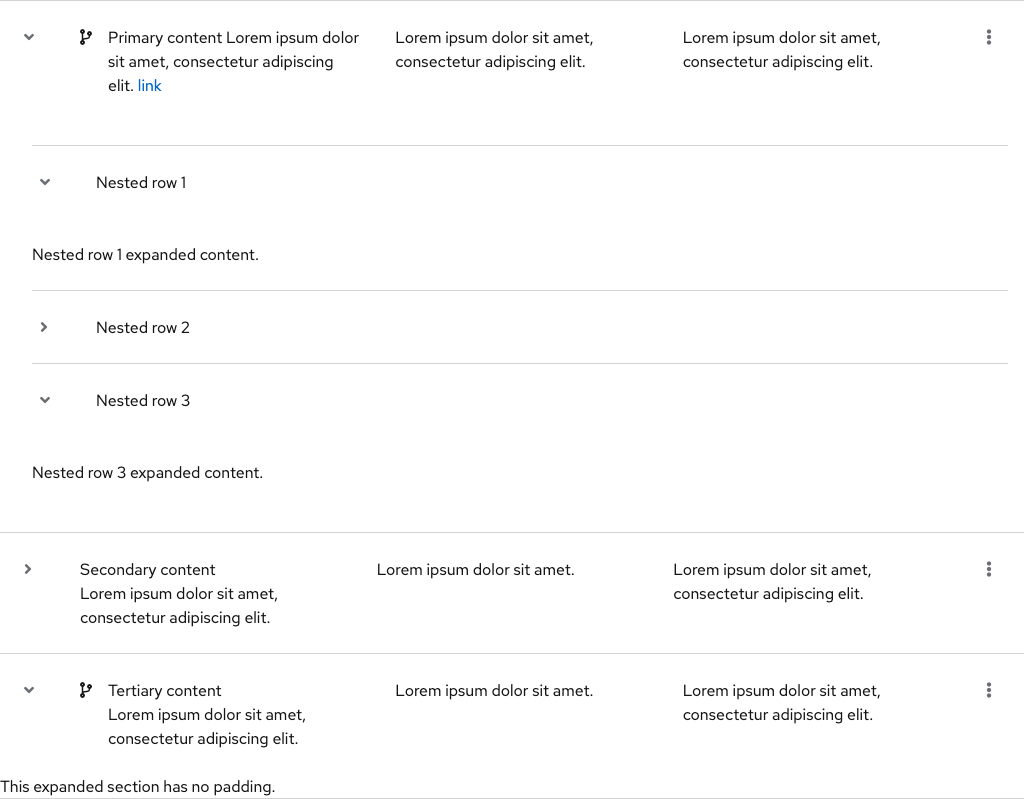 Primary content Lorem ipsum dolor
sit amet, consectetur adipiscing
elit. link
Lorem ipsum dolor sit amet,
consectetur adipiscing elit.
Lorem ipsum dolor sit amet,
consectetur adipiscing elit.
Nested row 1
Nested row 1 expanded content.
Nested row 2
Nested row 3
Nested row 3 expanded content.
Secondary content
Lorem ipsum dolor sit amet,
consectetur adipiscing elit.
Lorem ipsum dolor sit amet.
Lorem ipsum dolor sit amet,
consectetur adipiscing elit.
Tertiary content
Lorem ipsum dolor sit amet,
consectetur adipiscing elit.
Lorem ipsum dolor sit amet.
Lorem ipsum dolor sit amet,
consectetur adipiscing elit.
This expanded section has no padding.